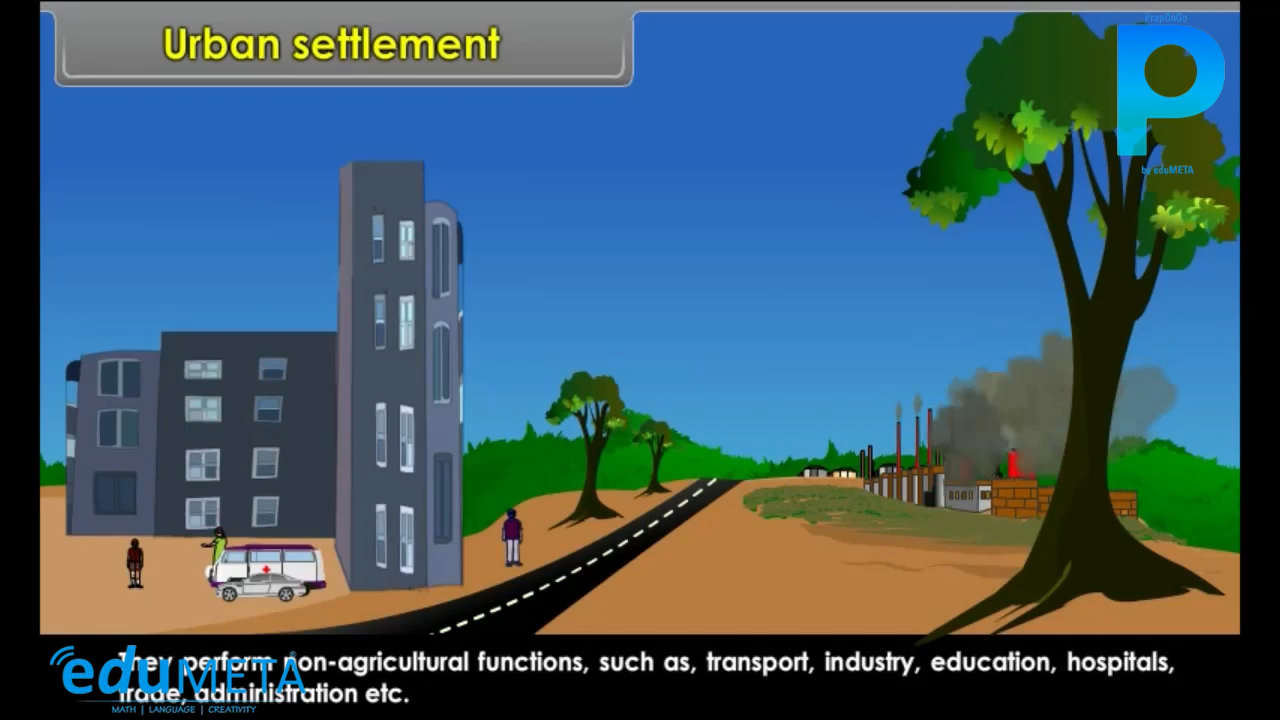 Urban settlement
PrepOnGo
by eduMETA
They perform non-agricultural functions, such as, transport, industry, education, hospitals,
trade, administration etc.
eduMETA
MATH | LANGUAGE | CREATIVITY